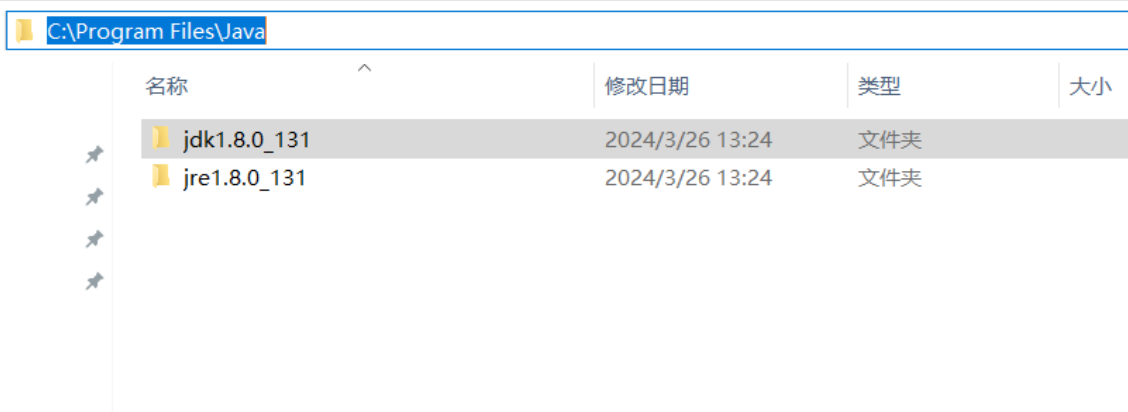 C:\Program Files\Java
名称 修改日期 类型 大小
jdk1.8.0_131 2024/3/26 13:24 文件夹
jre1.8.0_131 2024/3/26 13:24 文件夹